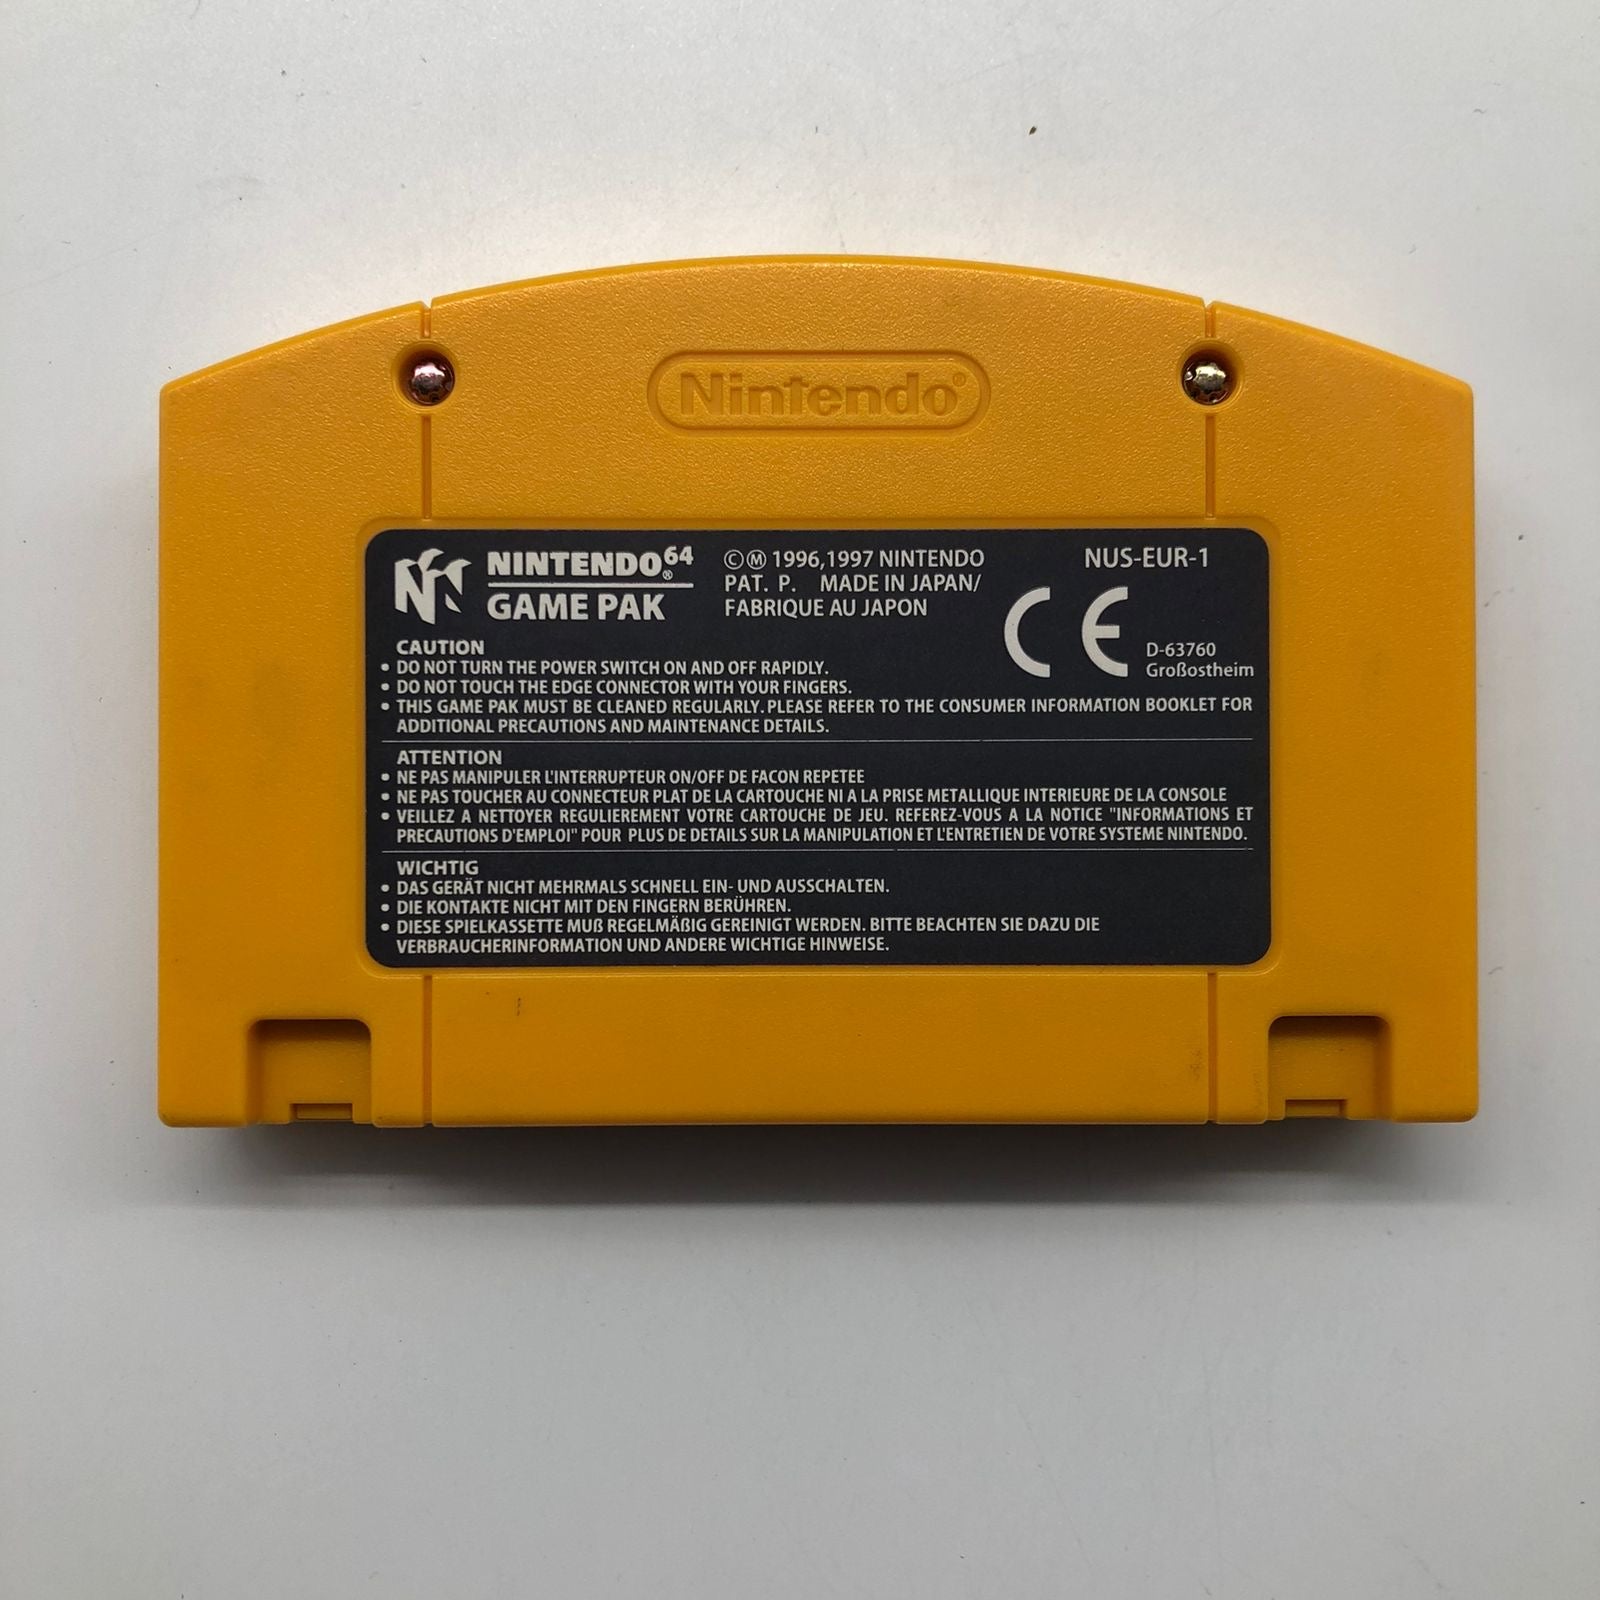 Nintendo®
NINTENDO64®
GAME PAK
©Ⓜ 1996,1997 NINTENDO
PAT. P. MADE IN JAPAN/
FABRIQUE AU JAPON
NUS-EUR-1
CE
D-63760
Großostheim
CAUTION
• DO NOT TURN THE POWER SWITCH ON AND OFF RAPIDLY.
• DO NOT TOUCH THE EDGE CONNECTOR WITH YOUR FINGERS.
• THIS GAME PAK MUST BE CLEANED REGULARLY. PLEASE REFER TO THE CONSUMER INFORMATION BOOKLET FOR
ADDITIONAL PRECAUTIONS AND MAINTENANCE DETAILS.
ATTENTION
• NE PAS MANIPULER L'INTERRUPTEUR ON/OFF DE FACON REPETEE
• NE PAS TOUCHER AU CONNECTEUR PLAT DE LA CARTOUCHE NI A LA PRISE METALLIQUE INTERIEURE DE LA CONSOLE
• VEILLEZ A NETTOYER REGULIEREMENT VOTRE CARTOUCHE DE JEU. REFEREZ-VOUS A LA NOTICE "INFORMATIONS ET
PRECAUTIONS D'EMPLOI" POUR PLUS DE DETAILS SUR LA MANIPULATION ET L'ENTRETIEN DE VOTRE SYSTEME NINTENDO.
WICHTIG
• DAS GERÄT NICHT MEHRMALS SCHNELL EIN- UND AUSSCHALTEN.
• DIE KONTAKTE NICHT MIT DEN FINGERN BERÜHREN.
• DIESE SPIELKASSETTE MUß REGELMÄßIG GEREINIGT WERDEN. BITTE BEACHTEN SIE DAZU DIE
VERBRAUCHERINFORMATION UND ANDERE WICHTIGE HINWEISE.